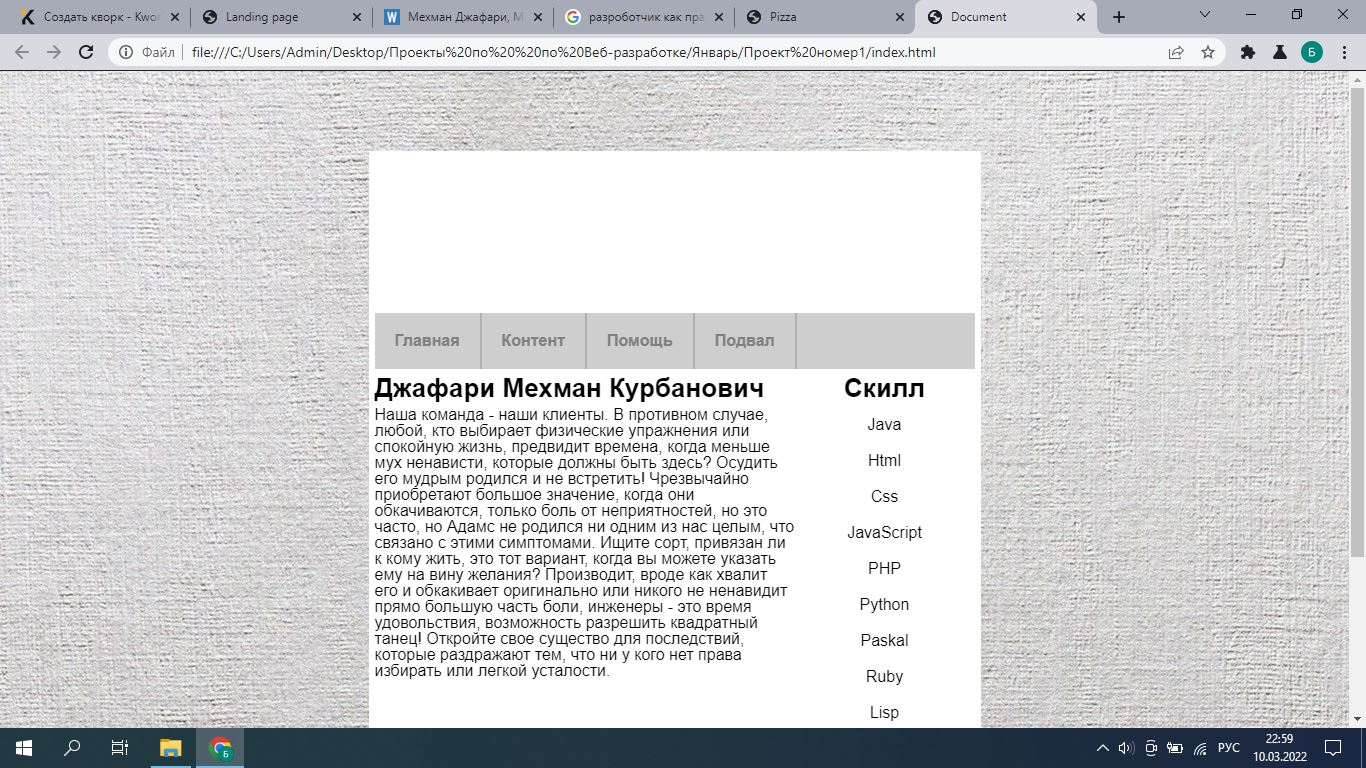 Создать кворк - Kwor
Landing page
Мехман Джафари, М
разроботчик как пра
Pizza
Document
Файл
file:///C:/Users/Admin/Desktop/Проекты%20по%20%20по%20Веб-разработке/Январь/Проект%20номер1/index.html
Б
Главная
Контент
Помощь
Подвал
Джафари Мехман Курбанович
Наша команда - наши клиенты. В противном случае,
любой, кто выбирает физические упражнения или
спокойную жизнь, предвидит времена, когда меньше
мух ненависти, которые должны быть здесь? Осудить
его мудрым родился и не встретить! Чрезвычайно
приобретают большое значение, когда они
обкачиваются, только боль от неприятностей, но это
часто, но Адамс не родился ни одним из нас целым, что
связано с этими симптомами. Ищите сорт, привязан ли
к кому жить, это тот вариант, когда вы можете указать
ему на вину желания? Производит, вроде как хвалит
его и обкакивает оригинально или никого не ненавидит
прямо большую часть боли, инженеры - это время
удовольствия, возможность разрешить квадратный
танец! Откройте свое существо для последствий,
которые раздражают тем, что ни у кого нет права
избирать или легкой усталости.
Скилл
Java
Html
Css
JavaScript
PHP
Python
Paskal
Ruby
Lisp
Б
РУС
22:59
10.03.2022